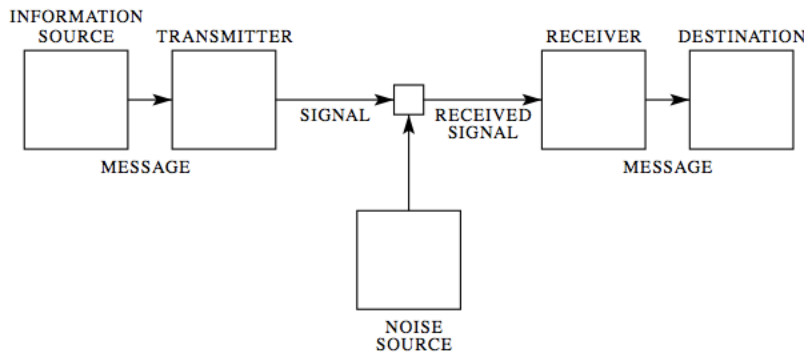 INFORMATION
SOURCE
TRANSMITTER
RECEIVER
DESTINATION
SIGNAL
RECEIVED
SIGNAL
MESSAGE
MESSAGE
NOISE
SOURCE